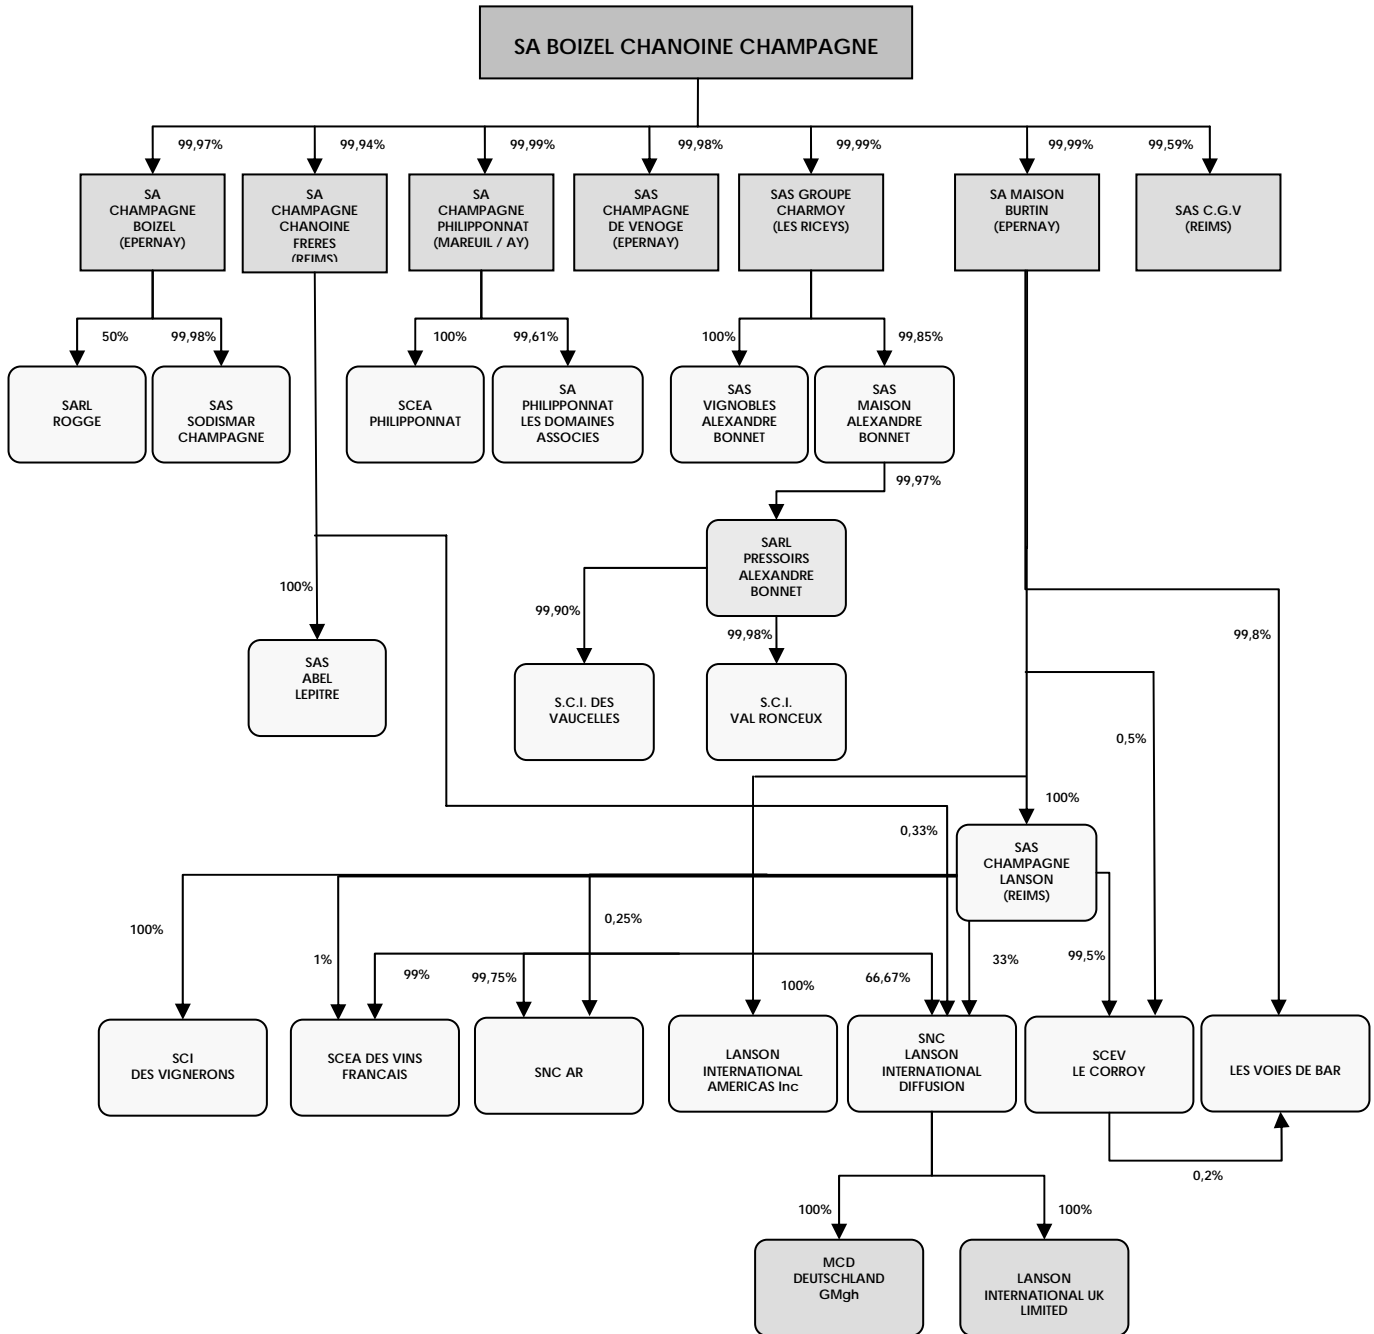 SA BOIZEL CHANOINE CHAMPAGNE
99,97%
99,94%
99,99%
99,98%
99,99%
99,99%
99,59%
SA
CHAMPAGNE
BOIZEL
(EPERNAY)
SA
CHAMPAGNE
CHANOINE
FRERES
(REIMS)
SA
CHAMPAGNE
PHILIPPONNAT
(MAREUIL / AY)
SAS
CHAMPAGNE
DE VENOGE
(EPERNAY)
SAS GROUPE
CHARMOY
(LES RICEYS)
SA MAISON
BURTIN
(EPERNAY)
SAS C.G.V
(REIMS)
50%
99,98%
100%
99,61%
100%
99,85%
SARL
ROGGE
SAS
SODISMAR
CHAMPAGNE
SCEA
PHILIPPONNAT
SA
PHILIPPONNAT
LES DOMAINES
ASSOCIES
SAS
VIGNOBLES
ALEXANDRE
BONNET
SAS
MAISON
ALEXANDRE
BONNET
99,97%
SARL
PRESSOIRS
ALEXANDRE
BONNET
100%
99,90%
99,98%
99,8%
SAS
ABEL
LEPITRE
S.C.I. DES
VAUCELLES
S.C.I.
VAL RONCEUX
0,5%
100%
0,33%
SAS
CHAMPAGNE
LANSON
(REIMS)
100%
1%
0,25%
99%
99,75%
100%
66,67%
33%
99,5%
SCI
DES VIGNERONS
SCEA DES VINS
FRANCAIS
SNC AR
LANSON
INTERNATIONAL
AMERICAS Inc
SNC
LANSON
INTERNATIONAL
DIFFUSION
SCEV
LE CORROY
LES VOIES DE BAR
0,2%
100%
100%
MCD
DEUTSCHLAND
GMgh
LANSON
INTERNATIONAL UK
LIMITED